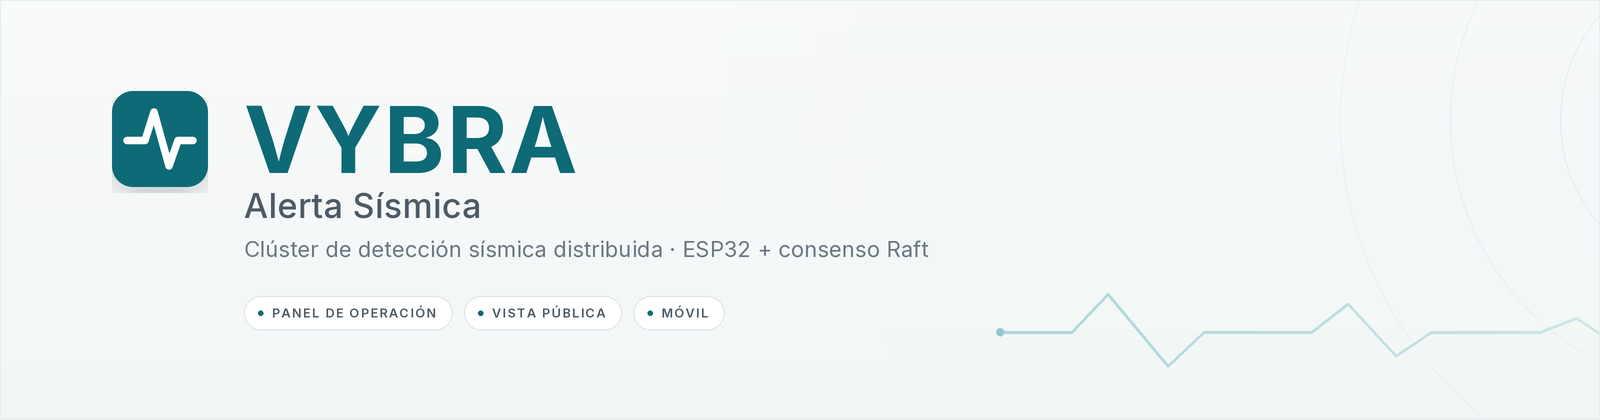 VYBRA
Alerta Sísmica
Clúster de detección sísmica distribuida · ESP32 + consenso Raft
PANEL DE OPERACIÓN
VISTA PÚBLICA
MÓVIL